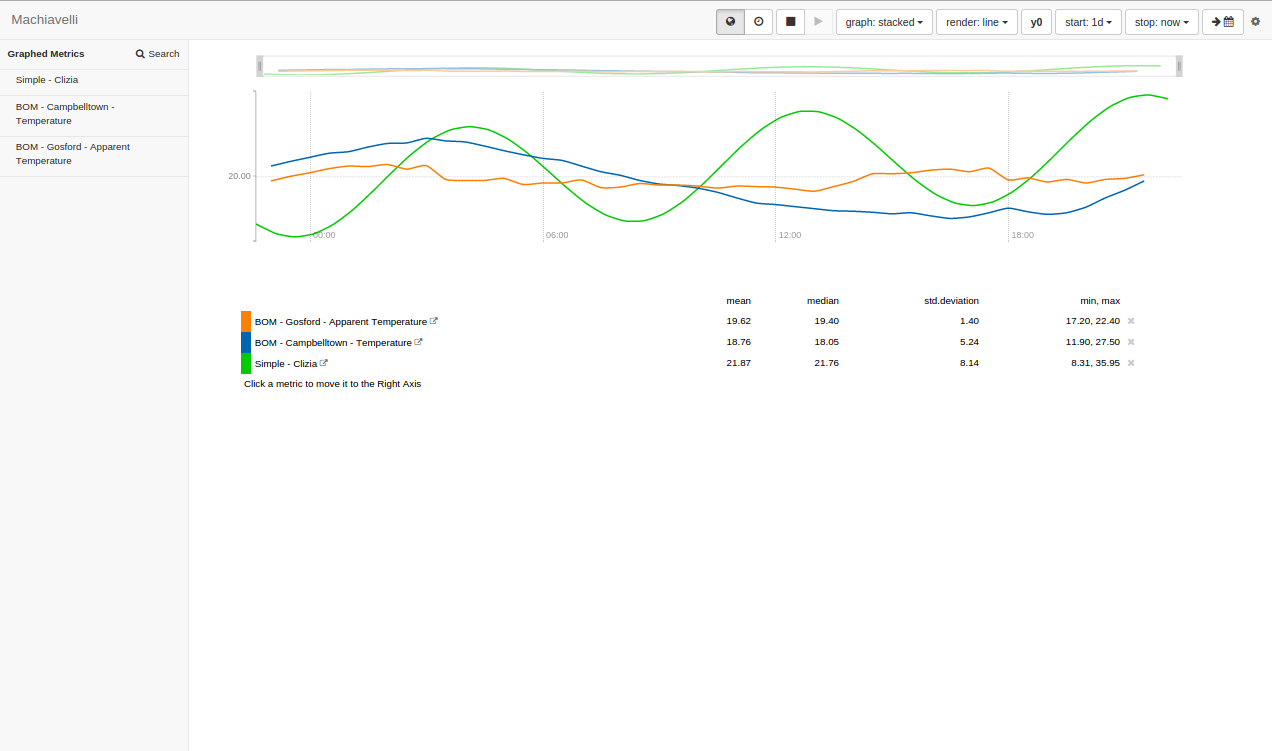 Machiavelli
graph: stacked
render: line
y0
start: 1d
stop: now
Graphed Metrics
Search
Simple - Clizia
BOM - Campbelltown -
Temperature
BOM - Gosford - Apparent
Temperature
20.00
00:00 06:00 12:00 18:00
mean median std.deviation min, max
BOM - Gosford - Apparent Temperature 19.62 19.40 1.40 17.20, 22.40
BOM - Campbelltown - Temperature 18.76 18.05 5.24 11.90, 27.50
Simple - Clizia 21.87 21.76 8.14 8.31, 35.95
Click a metric to move it to the Right Axis